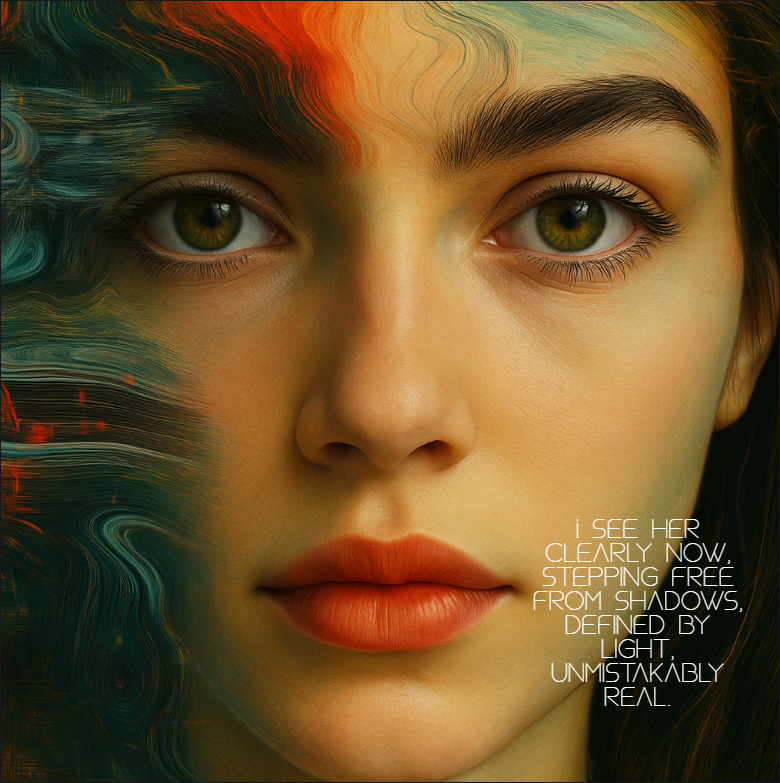 i SEE HER
CLEARLY NOW,
STEPPING FREE
FROM SHADOWS,
DEFINED BY
LIGHT,
UNMISTAKABLY
REAL.